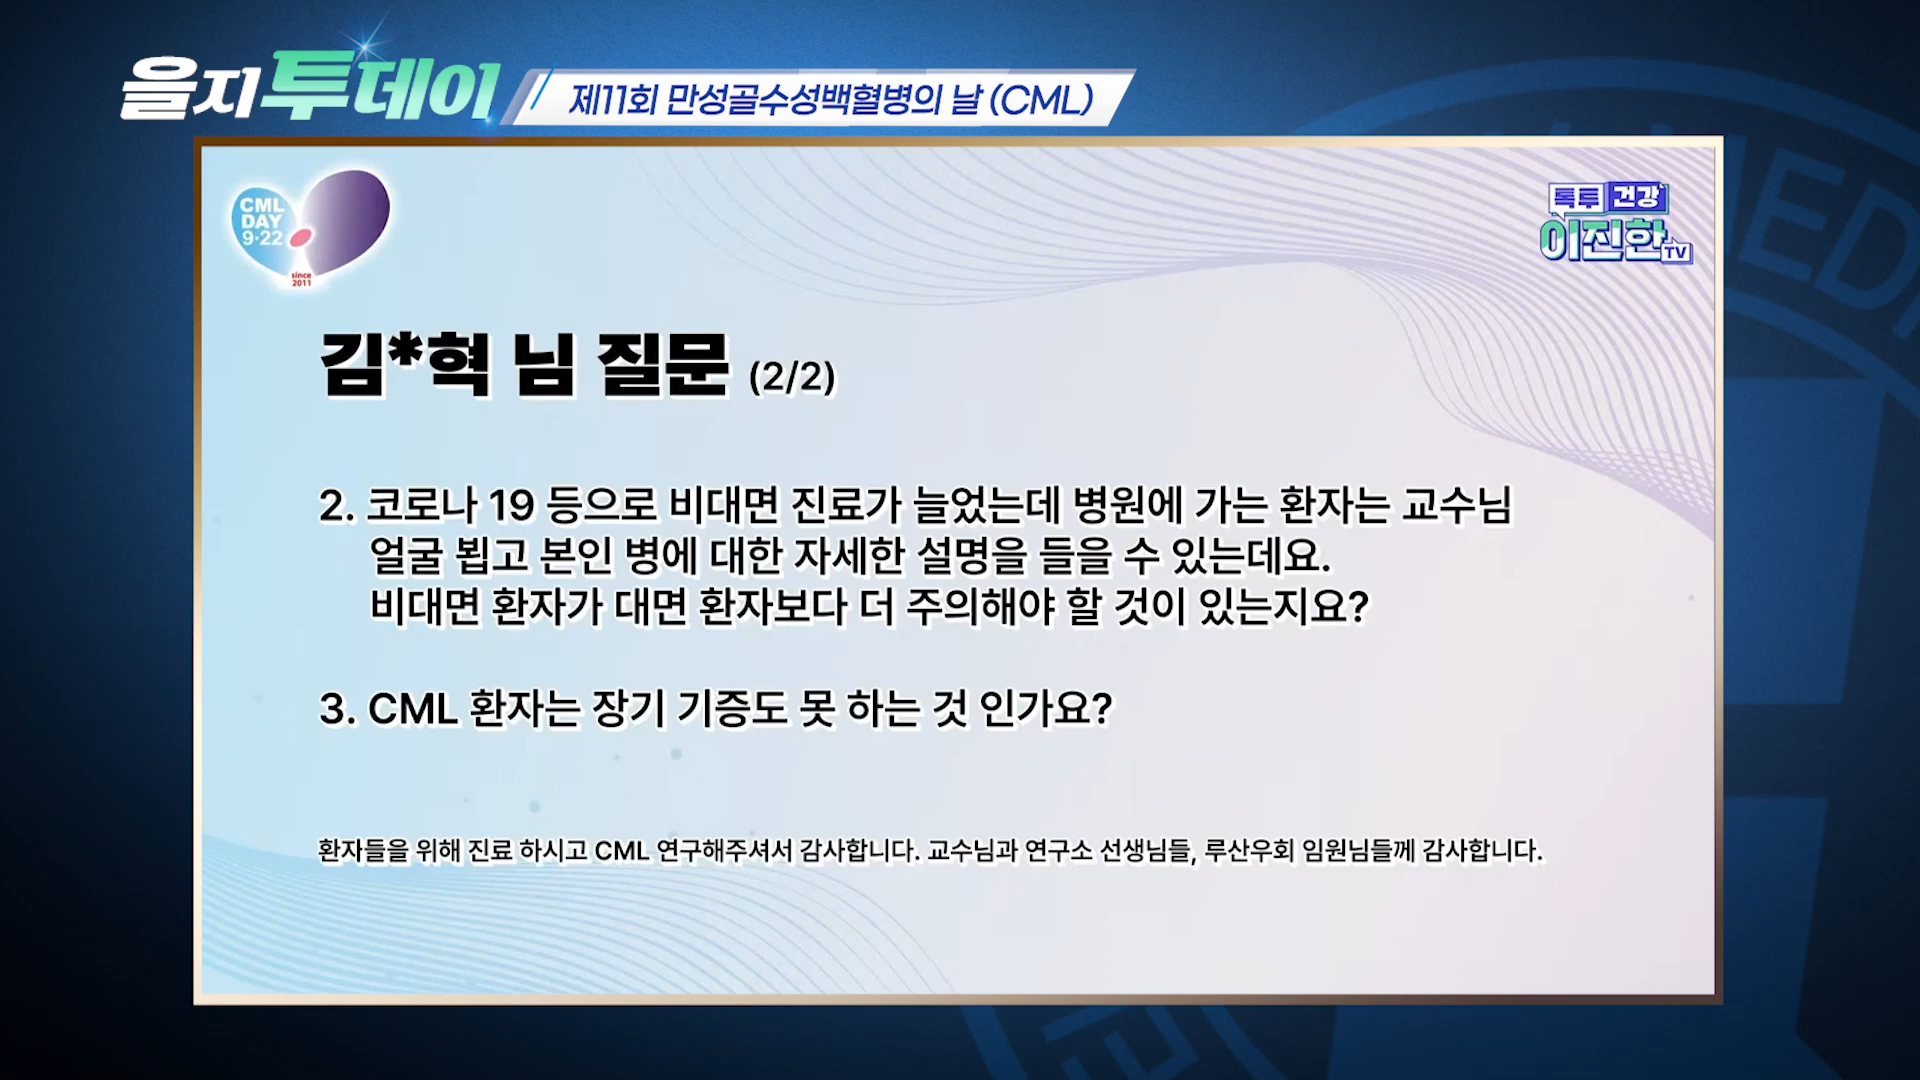 을지투데이
제11회 만성골수성백혈병의 날 (CML)
CML
DAY
9·22
since
2011
톡투건강
이진한TV
김*혁 님 질문 (2/2)
2. 코로나 19 등으로 비대면 진료가 늘었는데 병원에 가는 환자는 교수님
얼굴 뵙고 본인 병에 대한 자세한 설명을 들을 수 있는데요.
비대면 환자가 대면 환자보다 더 주의해야 할 것이 있는지요?
3. CML 환자는 장기 기증도 못 하는 것 인가요?
환자들을 위해 진료 하시고 CML 연구해주셔서 감사합니다. 교수님과 연구소 선생님들, 루산우회 임원님들께 감사합니다.